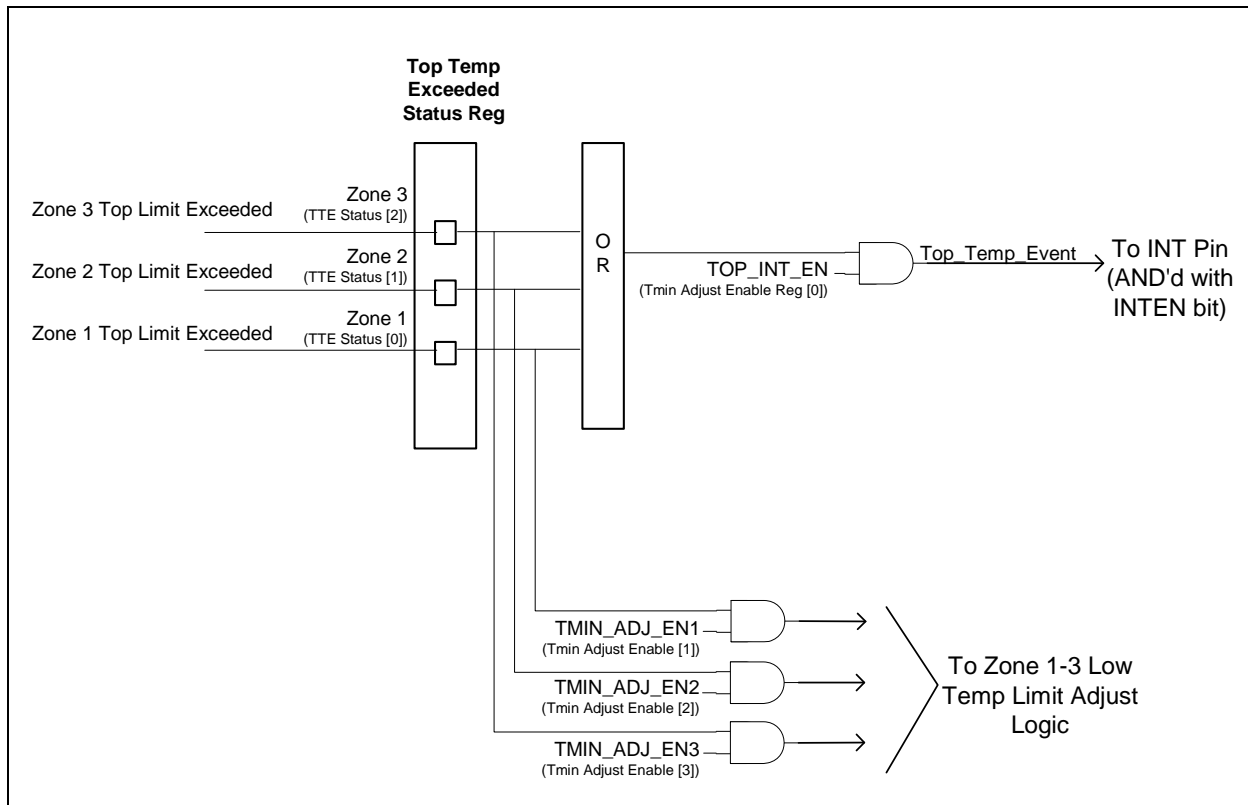 Top Temp
Exceeded
Status Reg
Zone 3 Top Limit Exceeded
Zone 3
(TTE Status [2])
Zone 2 Top Limit Exceeded
Zone 2
(TTE Status [1])
Zone 1 Top Limit Exceeded
Zone 1
(TTE Status [0])
O
R
TOP_INT_EN
(Tmin Adjust Enable Reg [0])
Top_Temp_Event
To INT Pin
(AND'd with
INTEN bit)
TMIN_ADJ_EN1
(Tmin Adjust Enable [1])
TMIN_ADJ_EN2
(Tmin Adjust Enable [2])
TMIN_ADJ_EN3
(Tmin Adjust Enable [3])
To Zone 1-3 Low
Temp Limit Adjust
Logic